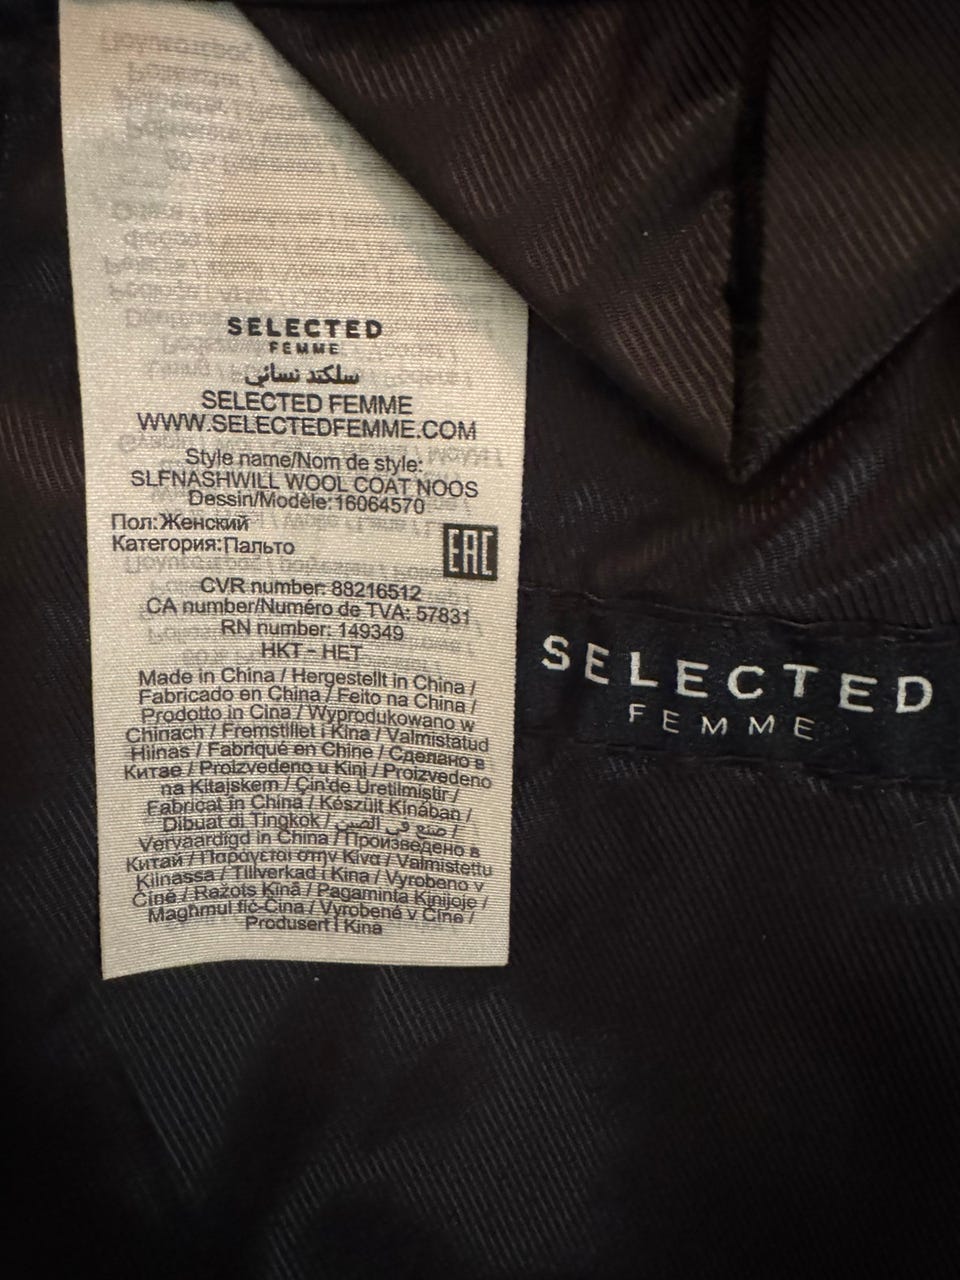 SELECTED
FEMME
سلكتد نسائي
SELECTED FEMME
WWW.SELECTEDFEMME.COM
Style name/Nom de style:
SLFNASHWILL WOOL COAT NOOS
Dessin/Modèle:16064570
Пол:Женский
Категория:Пальто
EAC
CVR number: 88216512
CA number/Numéro de TVA: 57831
RN number: 149349
HKT - HET
Made in China / Hergestellt in China /
Fabricado en China / Feito na China /
Prodotto in Cina / Wyprodukowano w
Chinach / Fremstillet i Kina / Valmistatud
Hiinas / Fabriqué en Chine / Сделано в
Китае / Proizvedeno u Kini / Proizvedeno
na Kitajskem / Çin'de Üretilmiştir /
Fabricat în China / Készült Kínában /
Dibuat di Tingkok / صنع في الصين /
Vervaardigd in China / Произведено в
Китай / Παράγεται στην Κίνα / Valmistettu
Kiinassa / Tillverkad i Kina / Vyrobeno v
Číně / Ražots Ķīnā / Pagaminta Kinijoje /
Magħmul fiċ-Ċina / Vyrobené v Číne /
Produsert i Kina
SELECTED
FEMME